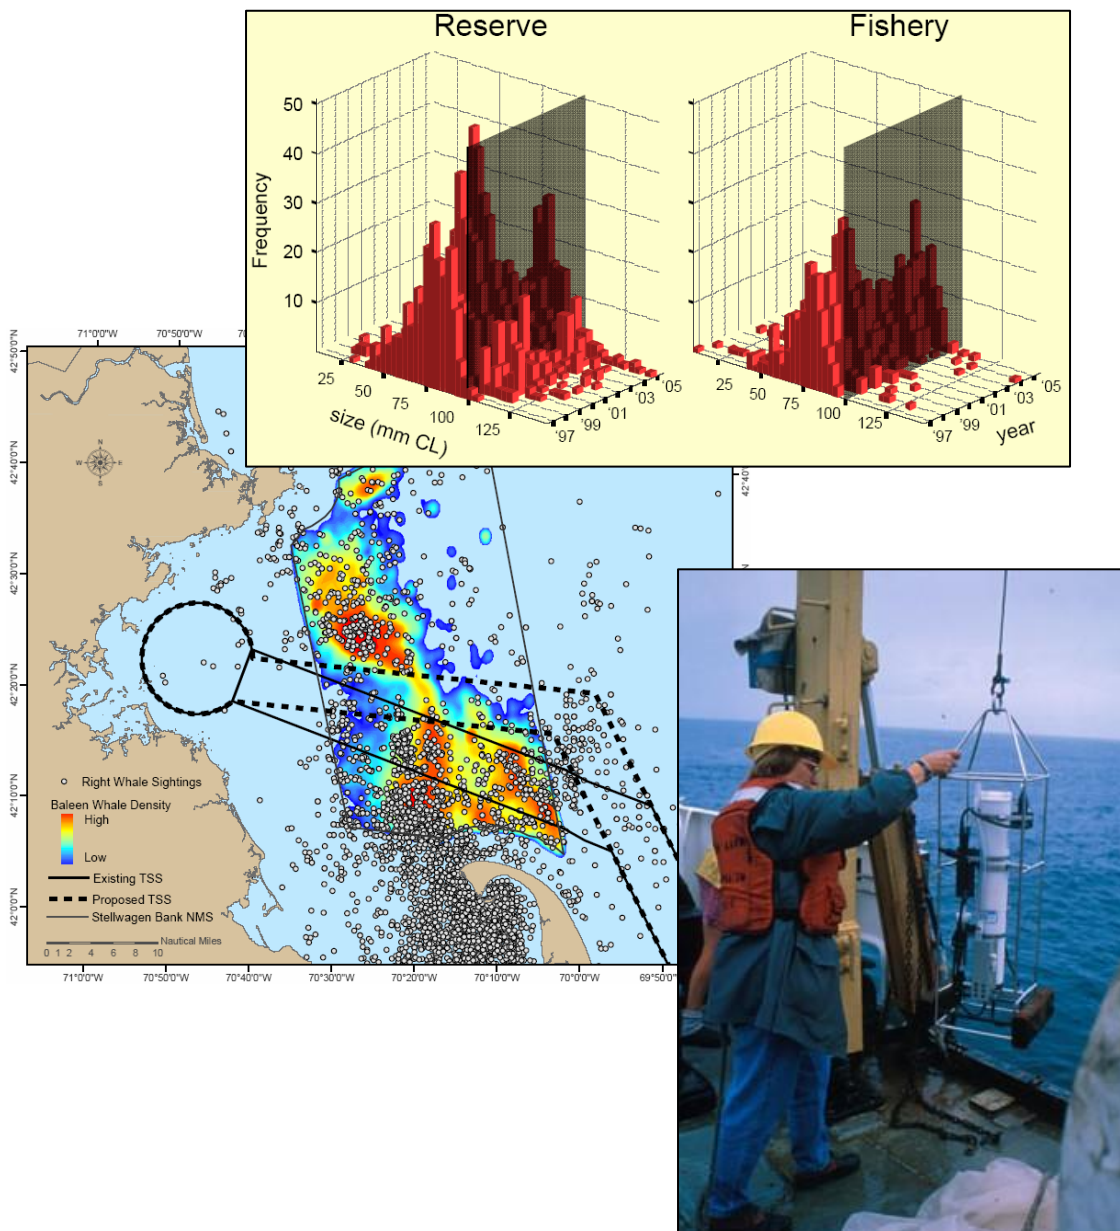 Reserve
Fishery
Frequency
50
40
30
20
10
25
50
75
100
125
size (mm CL)
'97
'99
'01
'03
'05
25
50
75
100
125
'97
'99
'01
'03
'05
year
71°0'0"W
70°50'0"W
42°50'0"N
42°40'0"N
42°30'0"N
42°20'0"N
42°10'0"N
42°0'0"N
N
W
E
S
Right Whale Sightings
Baleen Whale Density
High
Low
Existing TSS
Proposed TSS
Stellwagen Bank NMS
Nautical Miles
0 1 2 4 6 8 10
71°0'0"W
70°50'0"W
70°40'0"W
70°30'0"W
70°20'0"W
70°10'0"W
70°0'0"W
69°50'0"W